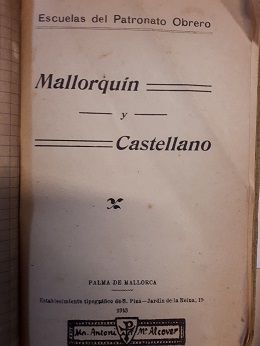 Escuelas del Patronato Obrero
Mallorquín
y
Castellano
PALMA DE MALLORCA
Establecimiento tipográfico de S. Pizá—Jardín de la Reina, 19
Mn. Antoni Mª Alcover